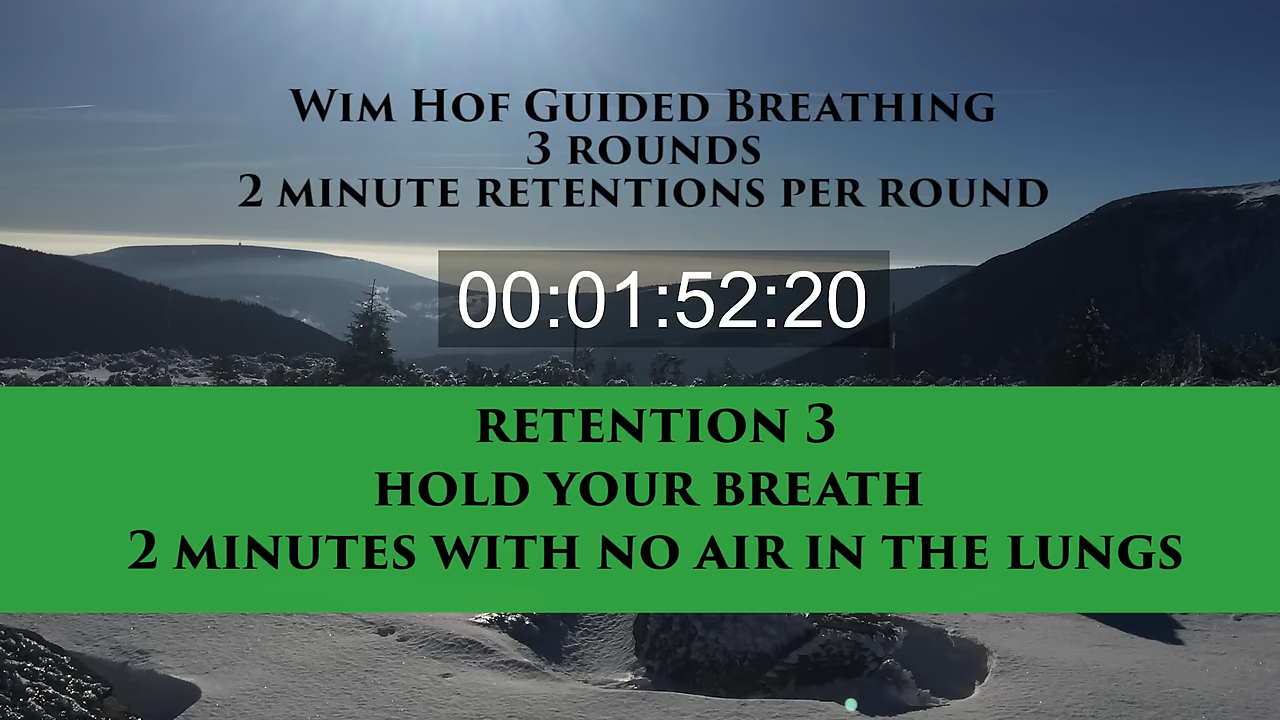 Wim Hof Guided Breathing
3 rounds
2 minute retentions per round
00:01:52:20
retention 3
hold your breath
2 minutes with no air in the lungs